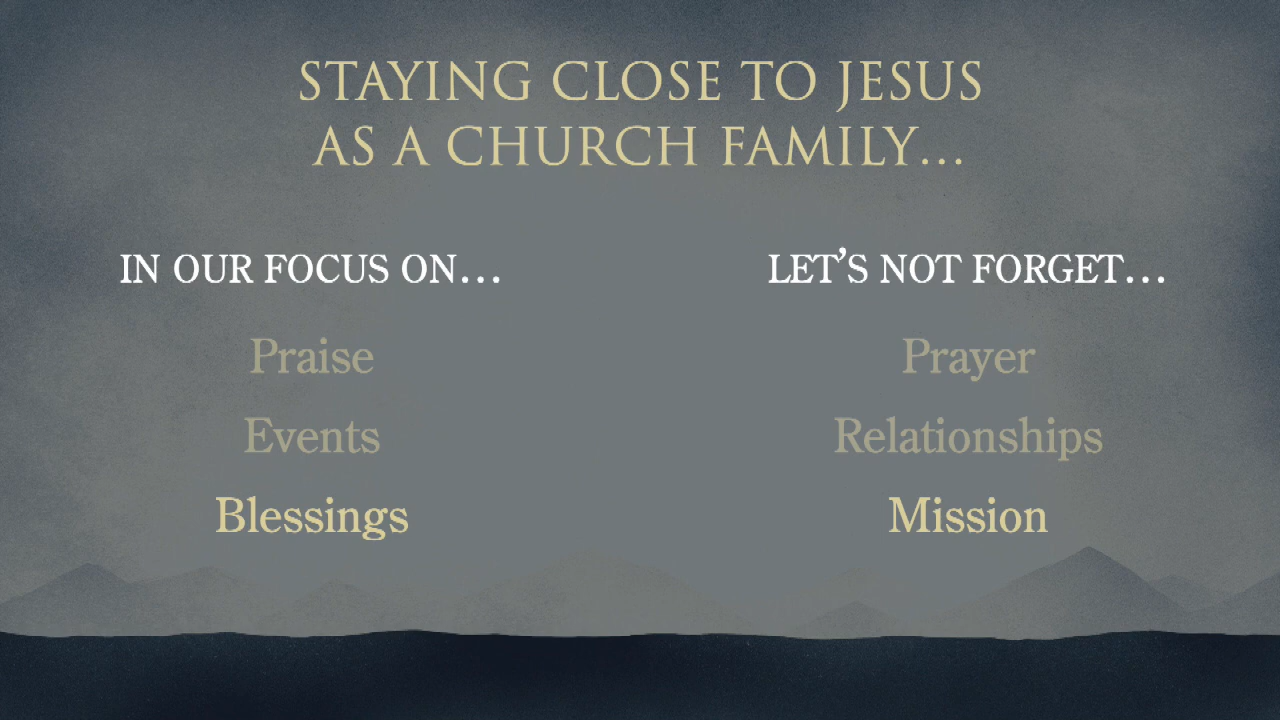 STAYING CLOSE TO JESUS
AS A CHURCH FAMILY...
IN OUR FOCUS ON...
Praise
Events
Blessings
LET'S NOT FORGET...
Prayer
Relationships
Mission